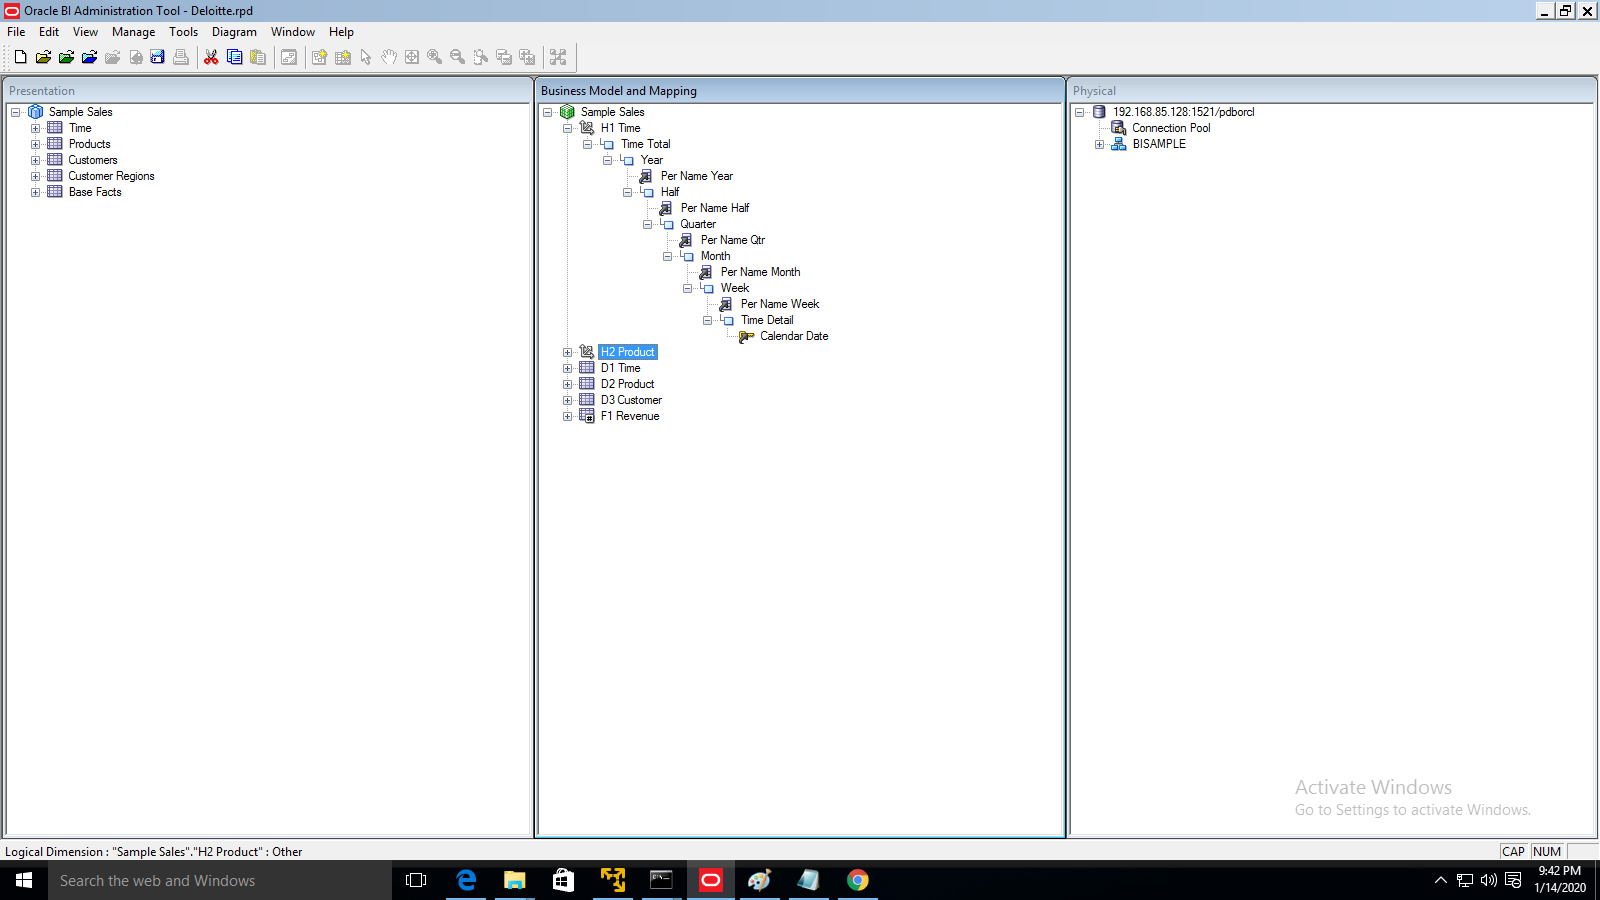 Oracle BI Administration Tool - Deloitte.rpd
File Edit View Manage Tools Diagram Window Help
Presentation
Sample Sales
Time
Products
Customers
Customer Regions
Base Facts
Business Model and Mapping
Sample Sales
H1 Time
Time Total
Year
Per Name Year
Half
Per Name Half
Quarter
Per Name Qtr
Month
Per Name Month
Week
Per Name Week
Time Detail
Calendar Date
H2 Product
D1 Time
D2 Product
D3 Customer
F1 Revenue
Physical
192.168.85.128:1521/pdborcl
Connection Pool
BISAMPLE
Activate Windows
Go to Settings to activate Windows.
Logical Dimension : "Sample Sales"."H2 Product" : Other
CAP NUM
Search the web and Windows
9:42 PM
1/14/2020